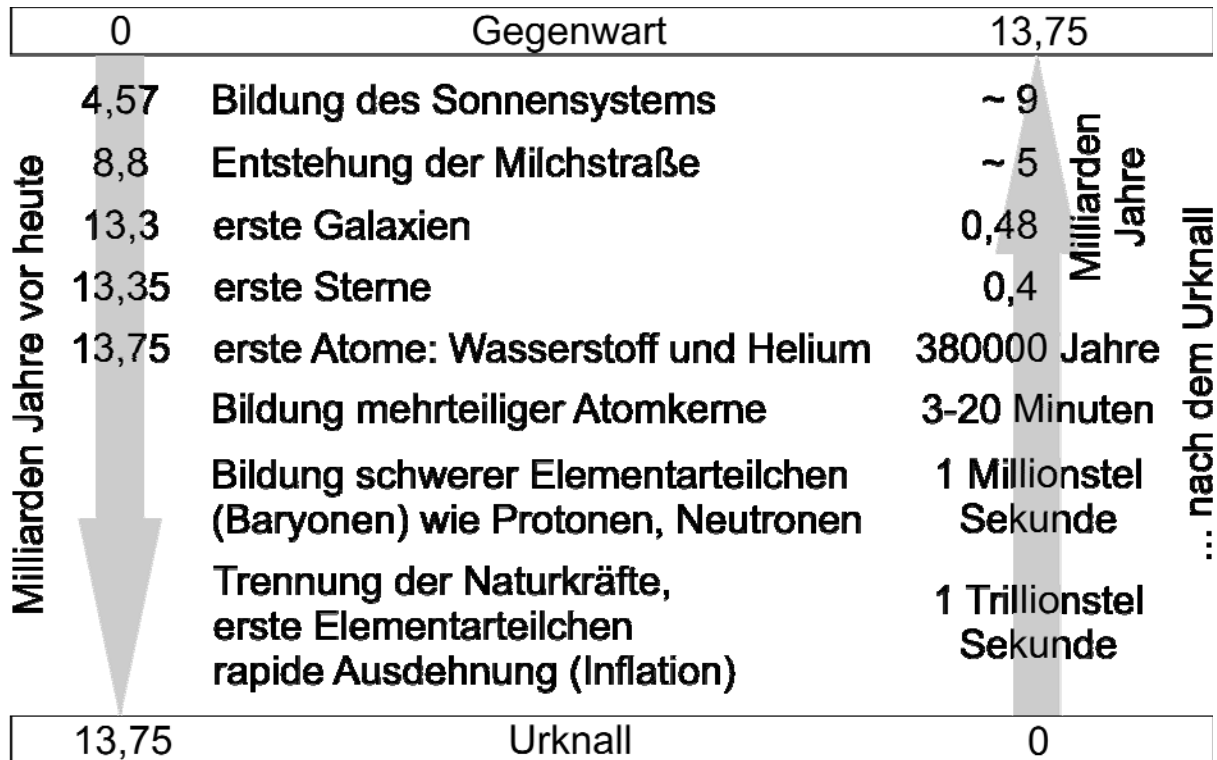 0 Gegenwart 13,75
4,57 Bildung des Sonnensystems ~ 9
8,8 Entstehung der Milchstraße ~ 5
13,3 erste Galaxien 0,48
13,35 erste Sterne 0,4
13,75 erste Atome: Wasserstoff und Helium 380000 Jahre
Bildung mehrteiliger Atomkerne 3-20 Minuten
Bildung schwerer Elementarteilchen
(Baryonen) wie Protonen, Neutronen
1 Millionstel
Sekunde
Trennung der Naturkräfte,
erste Elementarteilchen
rapide Ausdehnung (Inflation)
1 Trillionstel
Sekunde
13,75 Urknall 0
Milliarden Jahre vor heute
Milliarden
Jahre
... nach dem Urknall